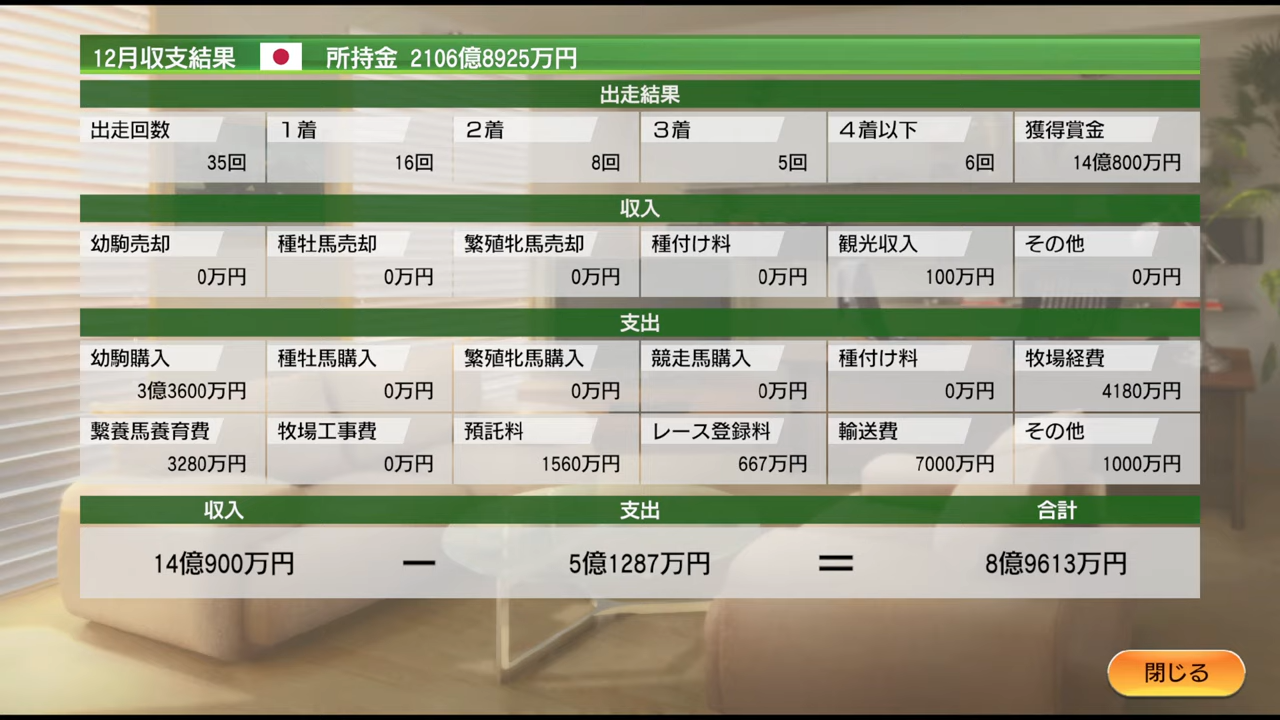 12月収支結果 所持金 2106億8925万円
出走結果
出走回数 1着 2着 3着 4着以下 獲得賞金
35回 16回 8回 5回 6回 14億800万円
収入
幼駒売却 種牡馬売却 繁殖牝馬売却 種付け料 観光収入 その他
0万円 0万円 0万円 0万円 100万円 0万円
支出
幼駒購入 種牡馬購入 繁殖牝馬購入 競走馬購入 種付け料 牧場経費
3億3600万円 0万円 0万円 0万円 0万円 4180万円
繋養馬養育費 牧場工事費 預託料 レース登録料 輸送費 その他
3280万円 0万円 1560万円 667万円 7000万円 1000万円
収入 支出 合計
14億900万円 － 5億1287万円 ＝ 8億9613万円
閉じる